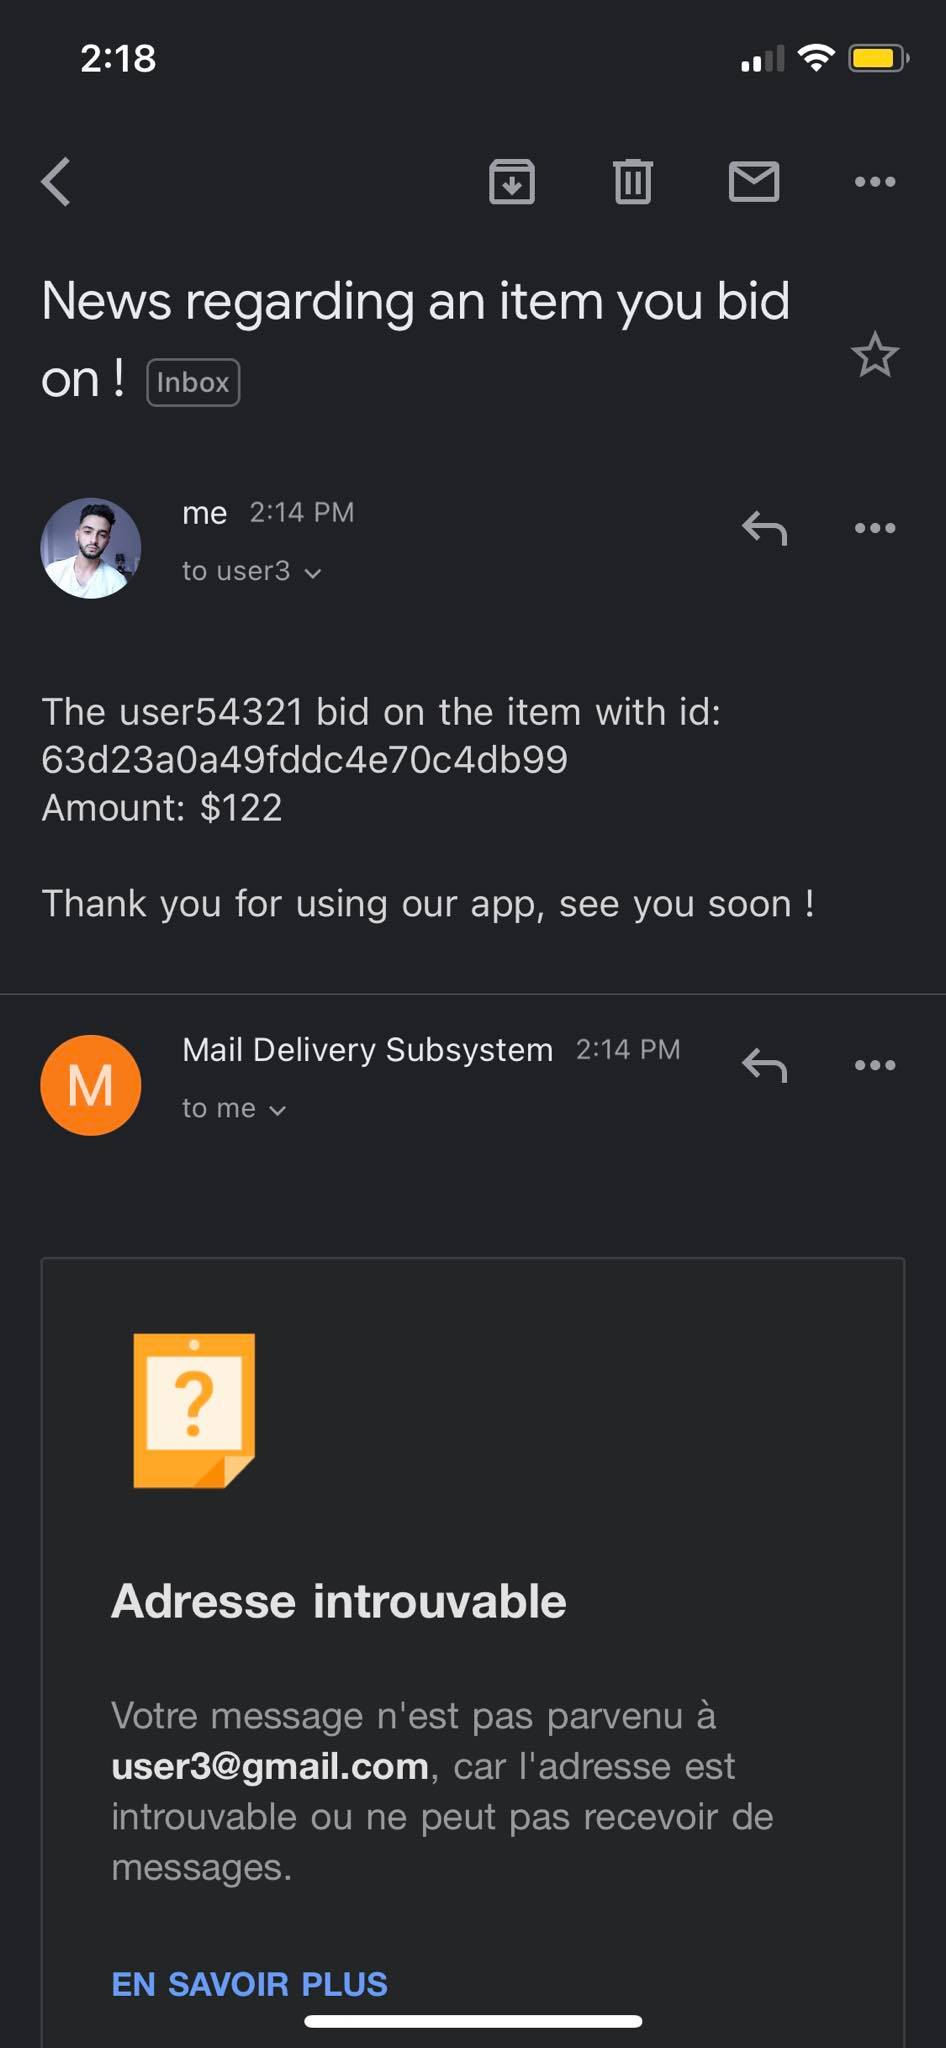 2:18
News regarding an item you bid
on ! Inbox
me 2:14 PM
to user3
The user54321 bid on the item with id:
63d23a0a49fddc4e70c4db99
Amount: $122
Thank you for using our app, see you soon !
M
Mail Delivery Subsystem 2:14 PM
to me
?
Adresse introuvable
Votre message n'est pas parvenu à
user3@gmail.com, car l'adresse est
introuvable ou ne peut pas recevoir de
messages.
EN SAVOIR PLUS